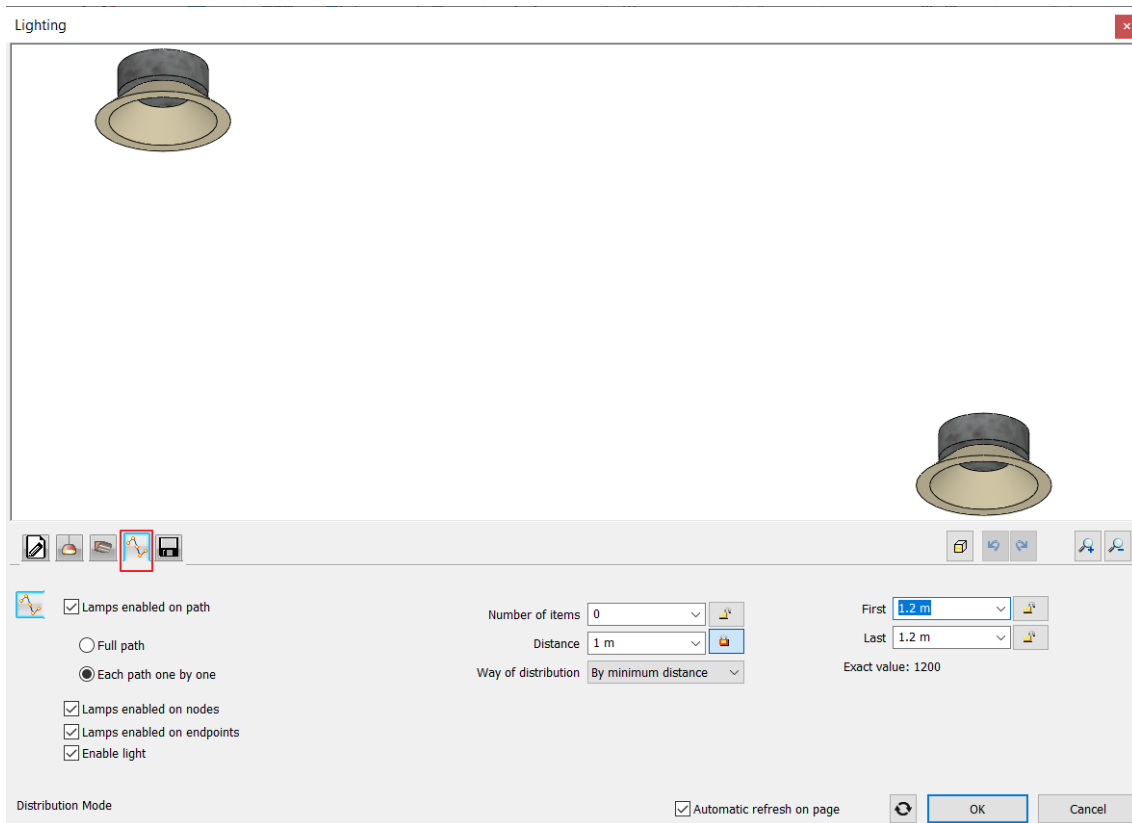 Lighting
Lamps enabled on path
Full path
Each path one by one
Lamps enabled on nodes
Lamps enabled on endpoints
Enable light
Number of items 0
Distance 1 m
Way of distribution By minimum distance
First 1.2 m
Last 1.2 m
Exact value: 1200
Distribution Mode
Automatic refresh on page
OK
Cancel